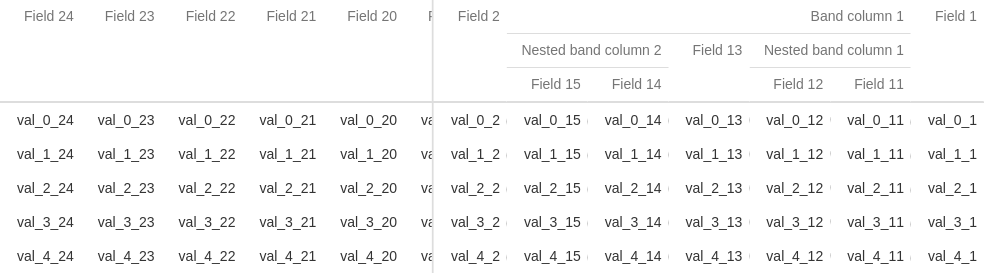 Field 24 Field 23 Field 22 Field 21 Field 20 Field 2 Band column 1 Field 1
Nested band column 2 Field 13 Nested band column 1
Field 15 Field 14 Field 12 Field 11
val_0_24 val_0_23 val_0_22 val_0_21 val_0_20 va val_0_2 val_0_15 val_0_14 val_0_13 val_0_12 val_0_11 val_0_1
val_1_24 val_1_23 val_1_22 val_1_21 val_1_20 va val_1_2 val_1_15 val_1_14 val_1_13 val_1_12 val_1_11 val_1_1
val_2_24 val_2_23 val_2_22 val_2_21 val_2_20 va val_2_2 val_2_15 val_2_14 val_2_13 val_2_12 val_2_11 val_2_1
val_3_24 val_3_23 val_3_22 val_3_21 val_3_20 va val_3_2 val_3_15 val_3_14 val_3_13 val_3_12 val_3_11 val_3_1
val_4_24 val_4_23 val_4_22 val_4_21 val_4_20 va val_4_2 val_4_15 val_4_14 val_4_13 val_4_12 val_4_11 val_4_1